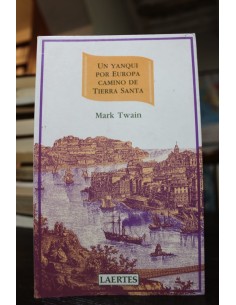 UN YANQUI
POR EUROPA
CAMINO DE
TIERRA SANTA
Mark Twain
LAERTES